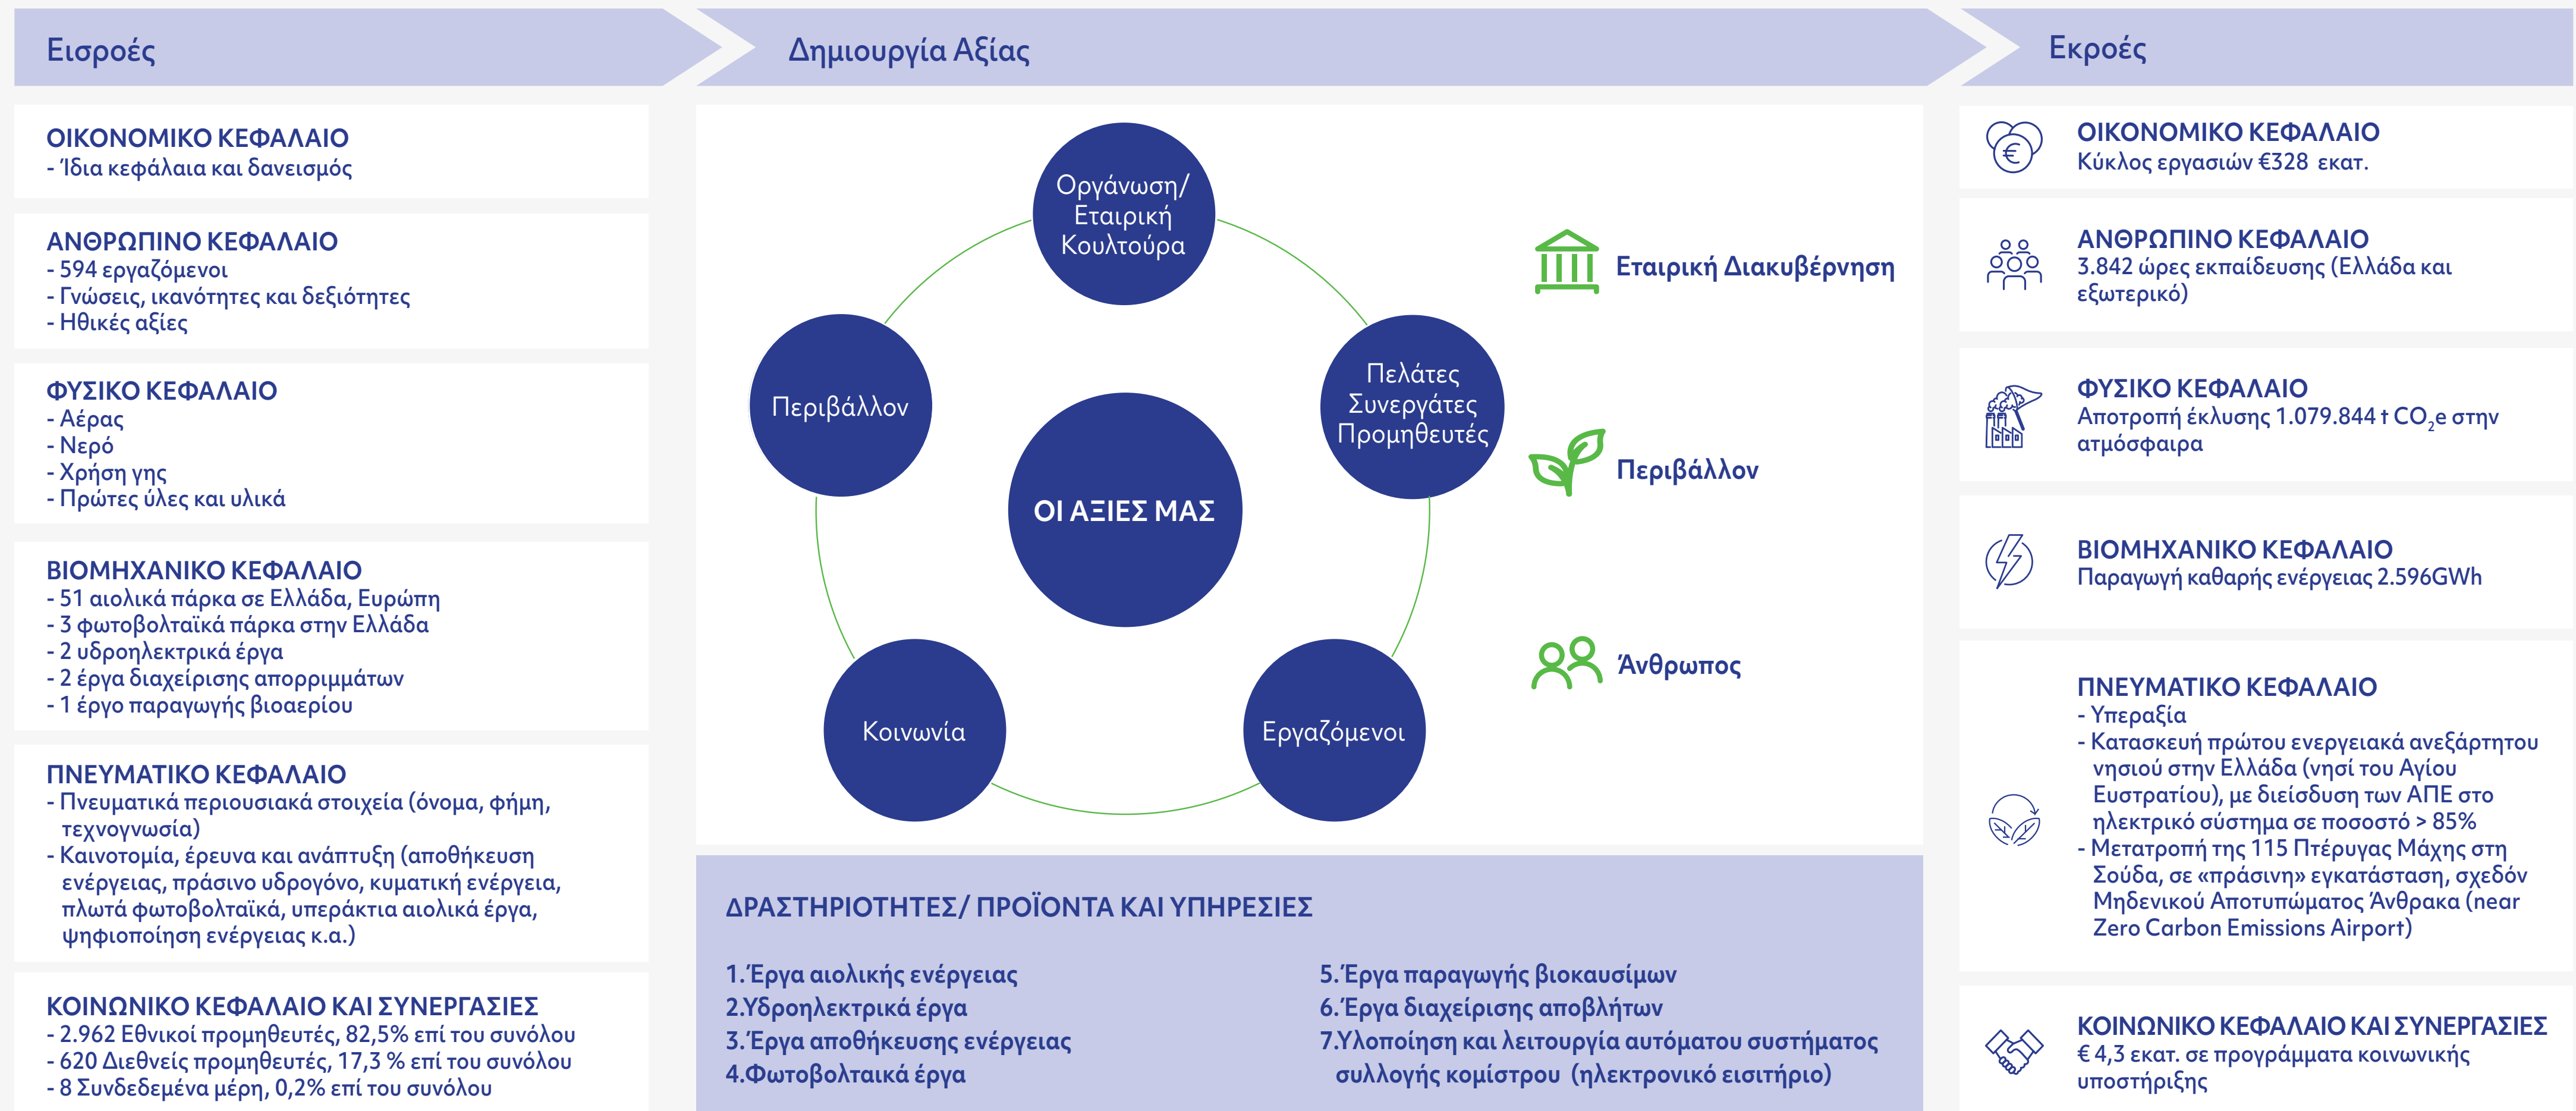 Εισροές
ΟΙΚΟΝΟΜΙΚΟ ΚΕΦΑΛΑΙΟ
- Ίδια κεφάλαια και δανεισμός
ΑΝΘΡΩΠΙΝΟ ΚΕΦΑΛΑΙΟ
- 594 εργαζόμενοι
- Γνώσεις, ικανότητες και δεξιότητες
- Ηθικές αξίες
ΦΥΣΙΚΟ ΚΕΦΑΛΑΙΟ
- Αέρας
- Νερό
- Χρήση γης
- Πρώτες ύλες και υλικά
ΒΙΟΜΗΧΑΝΙΚΟ ΚΕΦΑΛΑΙΟ
- 51 αιολικά πάρκα σε Ελλάδα, Ευρώπη
- 3 φωτοβολταϊκά πάρκα στην Ελλάδα
- 2 υδροηλεκτρικά έργα
- 2 έργα διαχείρισης απορριμμάτων
- 1 έργο παραγωγής βιοαερίου
ΠΝΕΥΜΑΤΙΚΟ ΚΕΦΑΛΑΙΟ
- Πνευματικά περιουσιακά στοιχεία (όνομα, φήμη,
τεχνογνωσία)
- Καινοτομία, έρευνα και ανάπτυξη (αποθήκευση
ενέργειας, πράσινο υδρογόνο, κυματική ενέργεια,
πλωτά φωτοβολταϊκά, υπεράκτια αιολικά έργα,
ψηφιοποίηση ενέργειας κ.α.)
ΚΟΙΝΩΝΙΚΟ ΚΕΦΑΛΑΙΟ ΚΑΙ ΣΥΝΕΡΓΑΣΙΕΣ
- 2.962 Εθνικοί προμηθευτές, 82,5% επί του συνόλου
- 620 Διεθνείς προμηθευτές, 17,3 % επί του συνόλου
- 8 Συνδεδεμένα μέρη, 0,2% επί του συνόλου
Δημιουργία Αξίας
Οργάνωση/
Εταιρική
Κουλτούρα
Περιβάλλον
Πελάτες
Συνεργάτες
Προμηθευτές
ΟΙ ΑΞΙΕΣ ΜΑΣ
Κοινωνία
Εργαζόμενοι
Εταιρική Διακυβέρνηση
Περιβάλλον
Άνθρωπος
ΔΡΑΣΤΗΡΙΟΤΗΤΕΣ/ ΠΡΟΪΟΝΤΑ ΚΑΙ ΥΠΗΡΕΣΙΕΣ
1.Έργα αιολικής ενέργειας
2.Υδροηλεκτρικά έργα
3.Έργα αποθήκευσης ενέργειας
4.Φωτοβολταικά έργα
5.Έργα παραγωγής βιοκαυσίμων
6.Έργα διαχείρισης αποβλήτων
7.Υλοποίηση και λειτουργία αυτόματου συστήματος
συλλογής κομίστρου (ηλεκτρονικό εισιτήριο)
Εκροές
ΟΙΚΟΝΟΜΙΚΟ ΚΕΦΑΛΑΙΟ
Κύκλος εργασιών €328 εκατ.
ΑΝΘΡΩΠΙΝΟ ΚΕΦΑΛΑΙΟ
3.842 ώρες εκπαίδευσης (Ελλάδα και
εξωτερικό)
ΦΥΣΙΚΟ ΚΕΦΑΛΑΙΟ
Αποτροπή έκλυσης 1.079.844 t CO₂e στην
ατμόσφαιρα
ΒΙΟΜΗΧΑΝΙΚΟ ΚΕΦΑΛΑΙΟ
Παραγωγή καθαρής ενέργειας 2.596GWh
ΠΝΕΥΜΑΤΙΚΟ ΚΕΦΑΛΑΙΟ
- Υπεραξία
- Κατασκευή πρώτου ενεργειακά ανεξάρτητου
νησιού στην Ελλάδα (νησί του Αγίου
Ευστρατίου), με διείσδυση των ΑΠΕ στο
ηλεκτρικό σύστημα σε ποσοστό > 85%
- Μετατροπή της 115 Πτέρυγας Μάχης στη
Σούδα, σε «πράσινη» εγκατάσταση, σχεδόν
Μηδενικού Αποτυπώματος Άνθρακα (near
Zero Carbon Emissions Airport)
ΚΟΙΝΩΝΙΚΟ ΚΕΦΑΛΑΙΟ ΚΑΙ ΣΥΝΕΡΓΑΣΙΕΣ
€ 4,3 εκατ. σε προγράμματα κοινωνικής
υποστήριξης